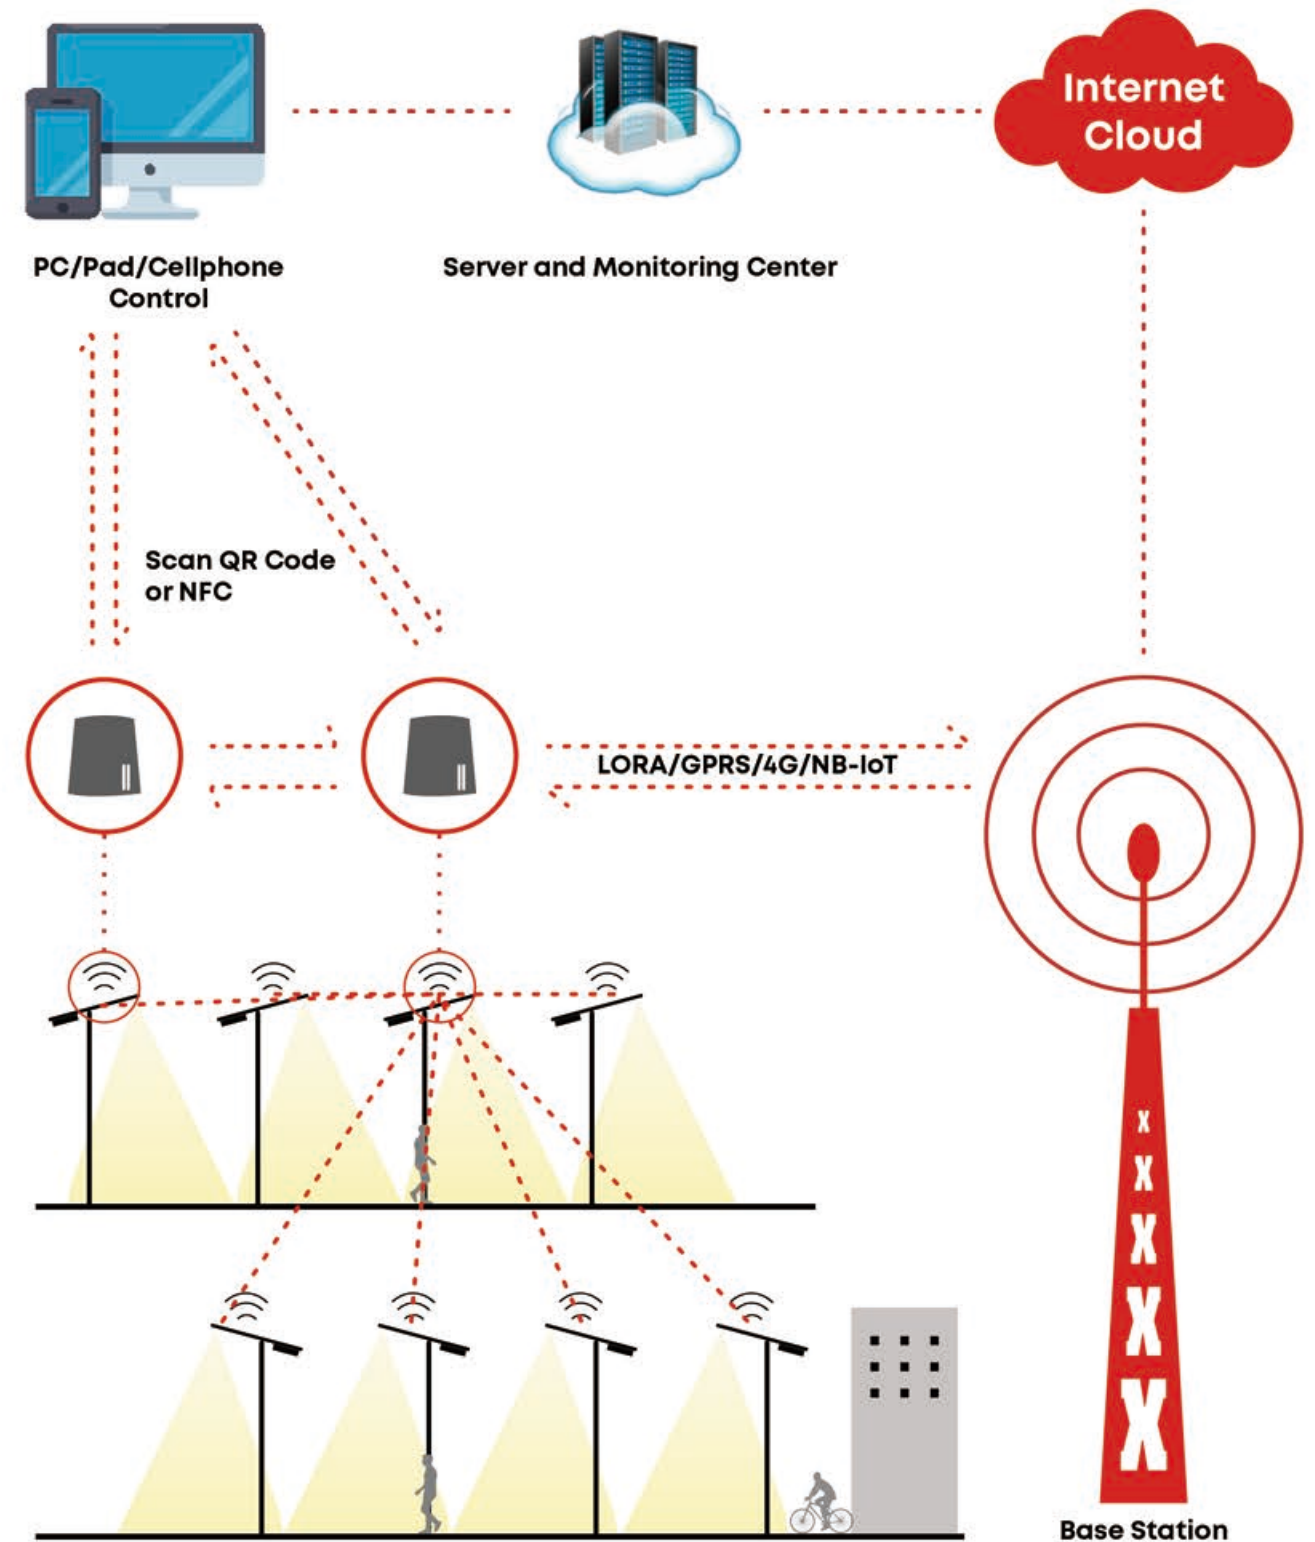 Internet
Cloud
PC/Pad/Cellphone
Control
Server and Monitoring Center
Scan QR Code
or NFC
LORA/GPRS/4G/NB-IoT
X
X
X
X
X
Base Station